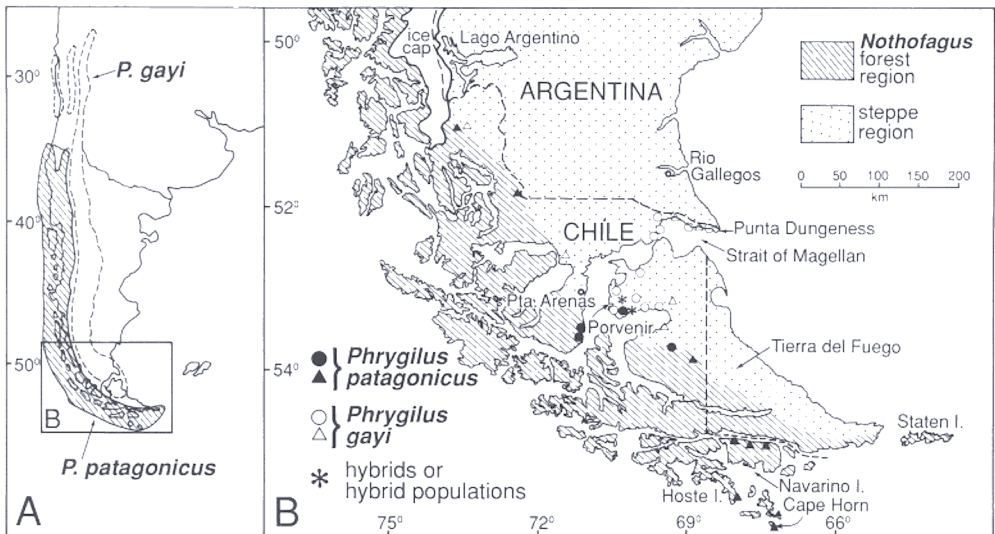 P. gayi
30°
40°
50°
B
P. patagonicus
A
50°
52°
54°
ice
cap
Lago Argentino
ARGENTINA
Rio
Gallegos
CHILE
Punta Dungeness
Strait of Magellan
Pta. Arenas
Porvenir
Tierra del Fuego
Staten I.
Navarino I.
Hoste I.
Cape Horn
Nothofagus
forest
region
steppe
region
0 50 100 150 200
km
Phrygilus
patagonicus
Phrygilus
gayi
* hybrids or
hybrid populations
B
75° 72° 69° 66°